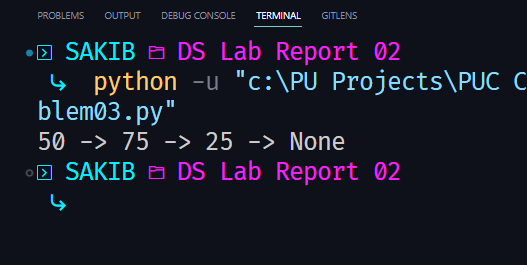 PROBLEMS OUTPUT DEBUG CONSOLE TERMINAL GITLENS
SAKIB DS Lab Report 02
↳ python -u "c:\PU Projects\PUC C
blem03.py"
50 -> 75 -> 25 -> None
SAKIB DS Lab Report 02
↳